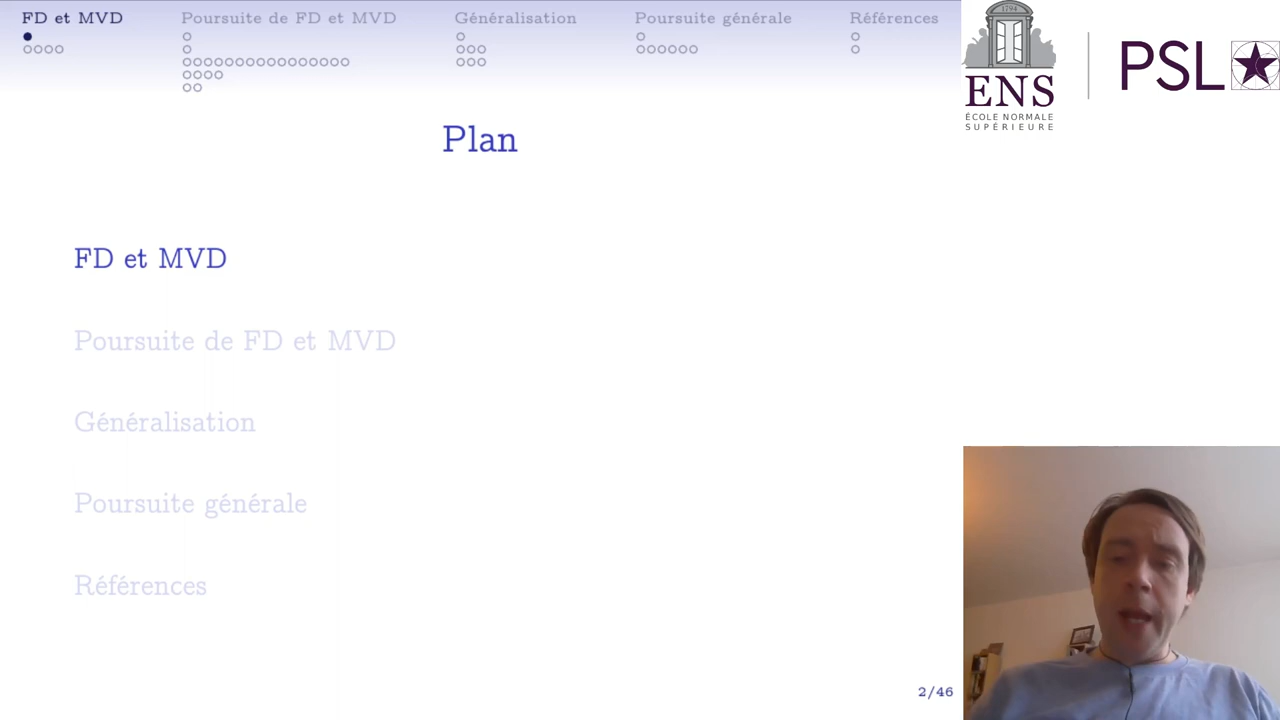 FD et MVD
Poursuite de FD et MVD
Généralisation
Poursuite générale
Références
1794
ENS
ÉCOLE NORMALE
SUPÉRIEURE
PSL
Plan
FD et MVD
Poursuite de FD et MVD
Généralisation
Poursuite générale
Références
2/46